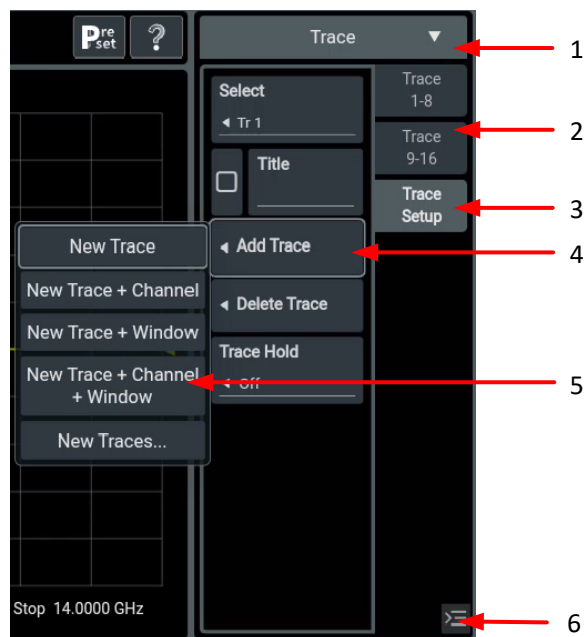 Preset
?
Trace
1
Trace
1-8
Select
Tr 1
Trace
9-16
2
Title
Trace
Setup
3
New Trace
Add Trace
4
New Trace + Channel
Delete Trace
New Trace + Window
Trace Hold
Off
New Trace + Channel
+ Window
5
New Traces...
Stop 14.0000 GHz
6